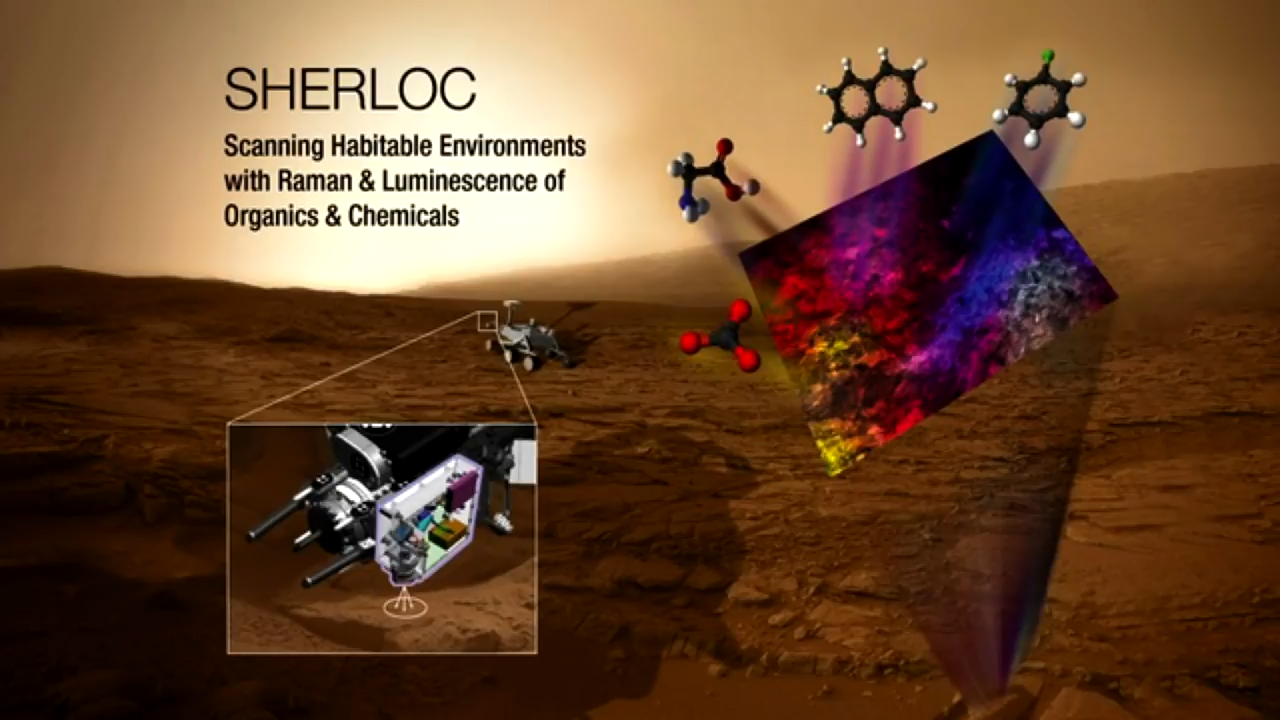 SHERLOC
Scanning Habitable Environments
with Raman & Luminescence of
Organics & Chemicals